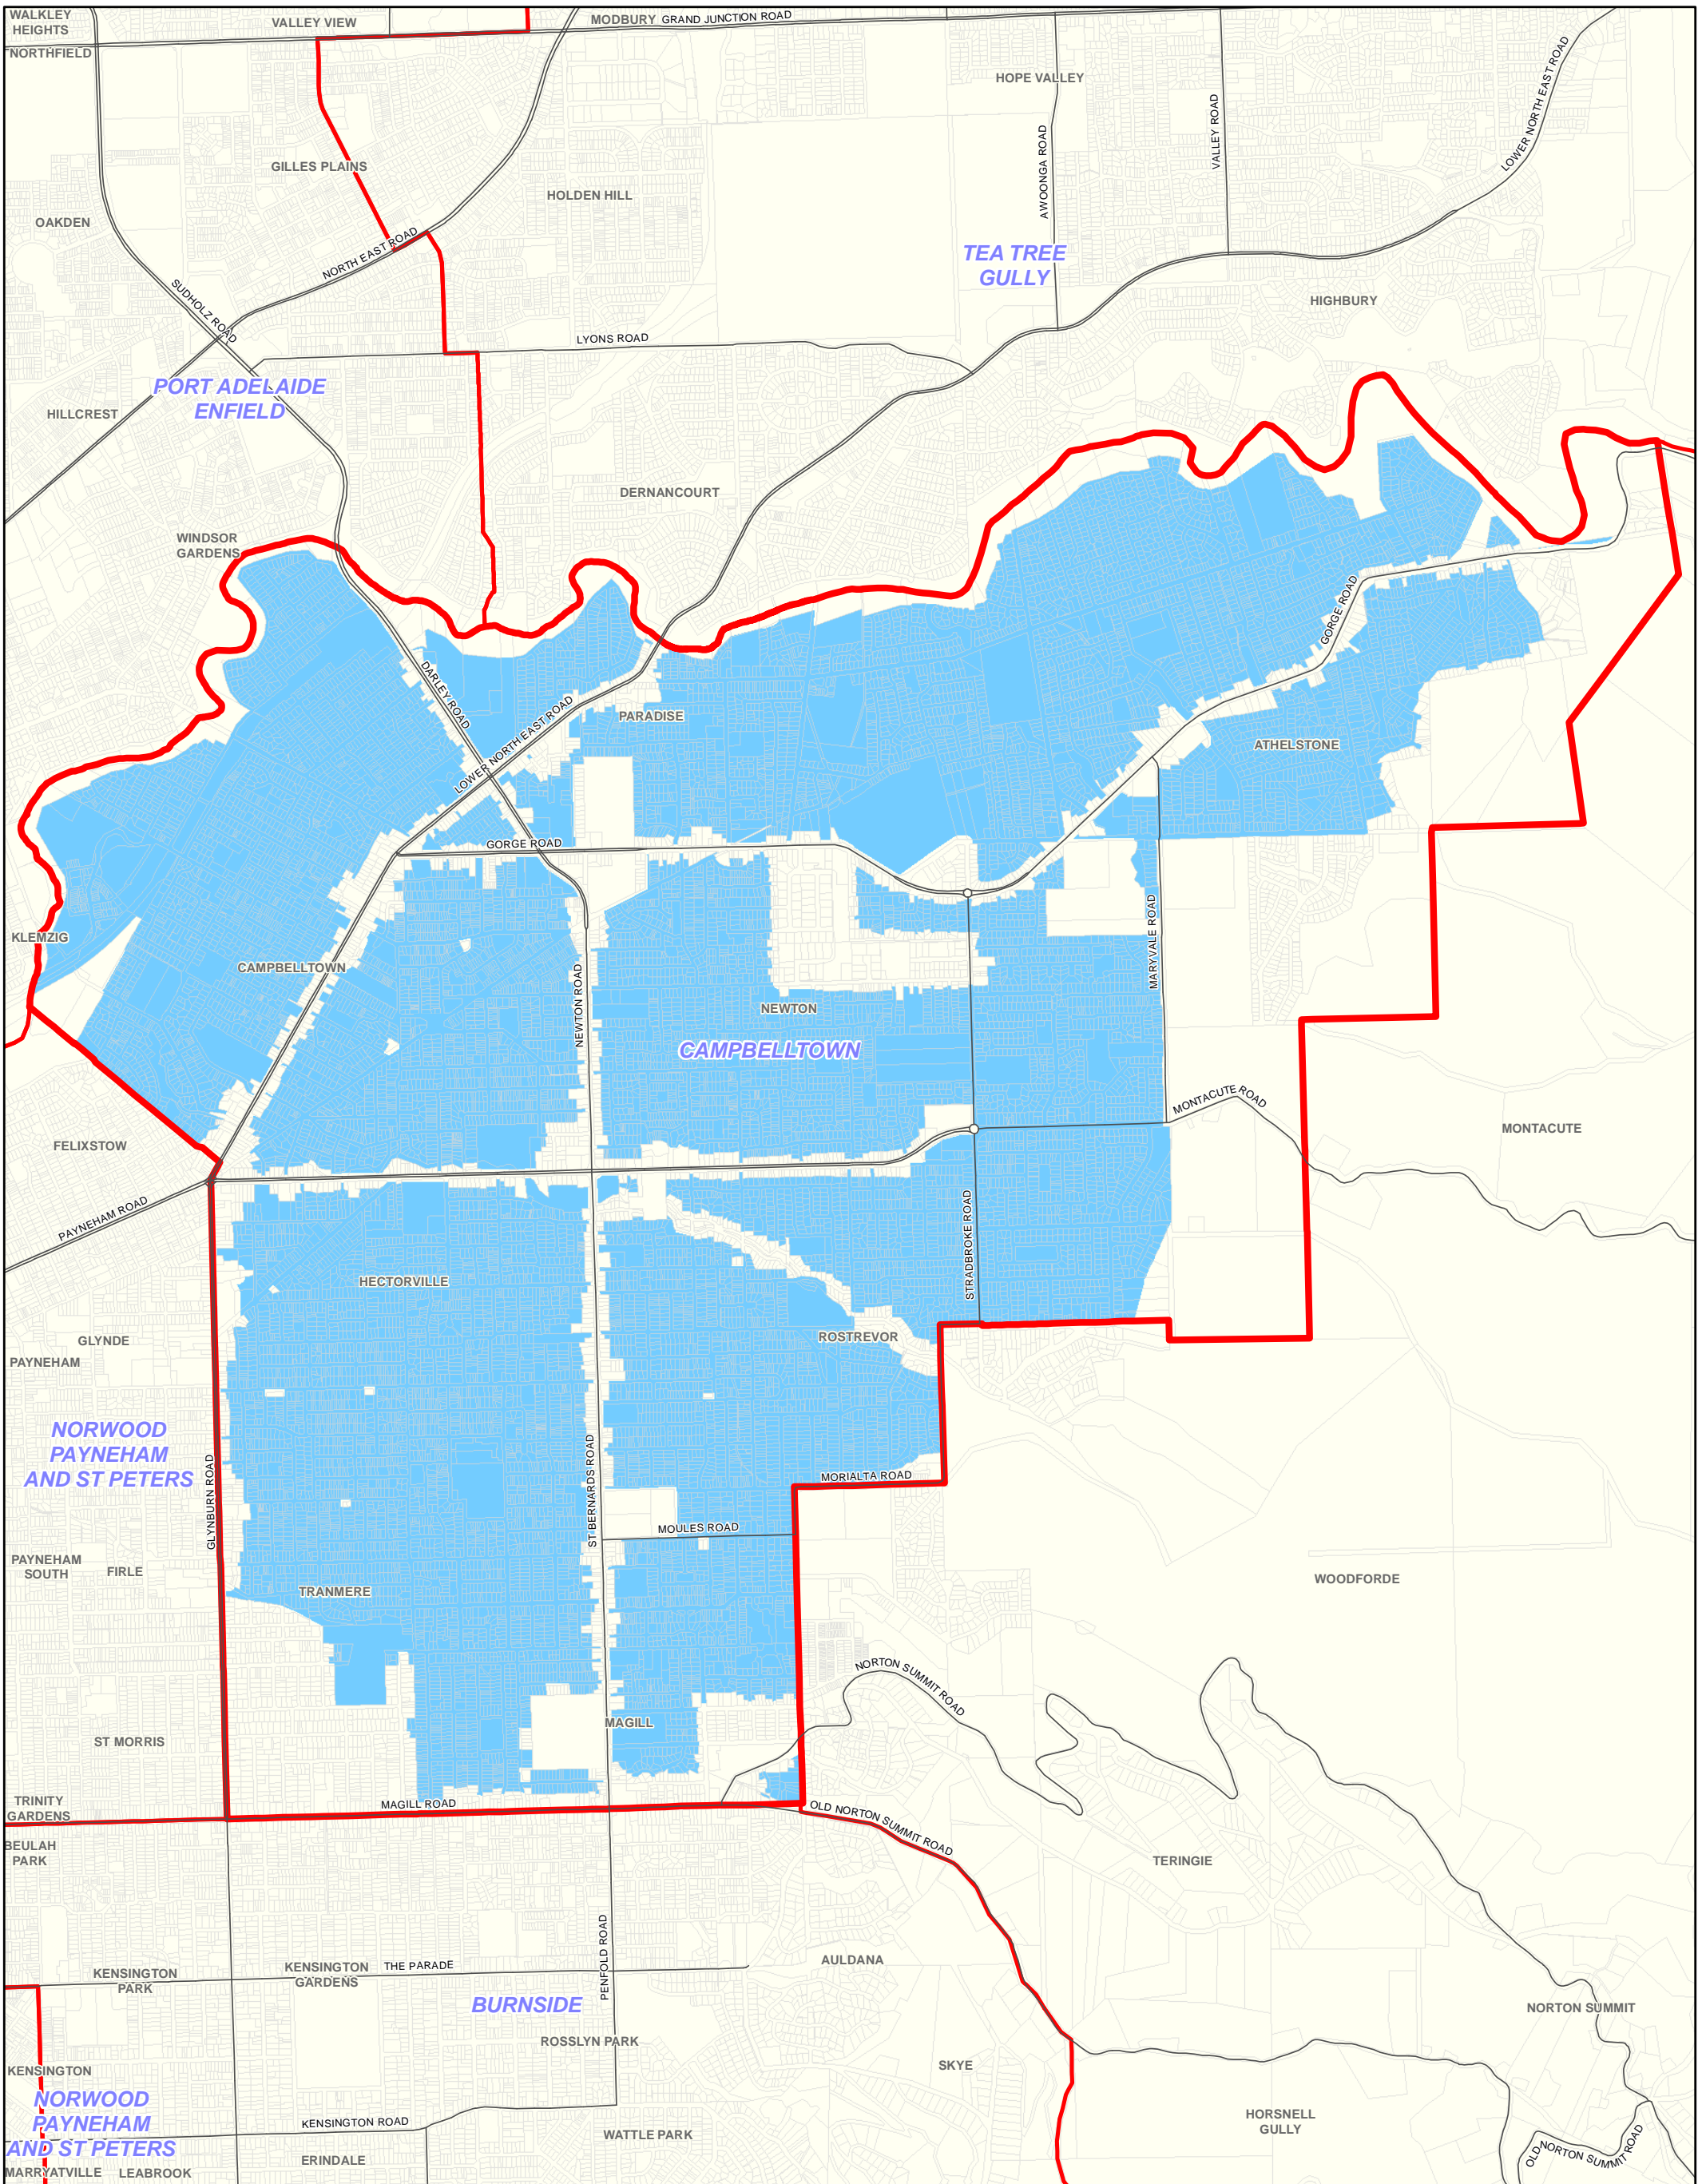 WALKLEY
HEIGHTS
VALLEY VIEW
MODBURY
GRAND JUNCTION ROAD
NORTHFIELD
HOPE VALLEY
LOWER NORTH EAST ROAD
VALLEY ROAD
AWOONGA ROAD
GILLES PLAINS
HOLDEN HILL
OAKDEN
NORTH EAST ROAD
TEA TREE
GULLY
SUDHOLZ ROAD
HIGHBURY
LYONS ROAD
PORT ADELAIDE
ENFIELD
HILLCREST
DERNANCOURT
WINDSOR
GARDENS
GORGE ROAD
DARLEY ROAD
PARADISE
LOWER NORTH EAST ROAD
ATHELSTONE
GORGE ROAD
KLEMZIG
CAMPBELLTOWN
MARYVALE ROAD
NEWTON ROAD
NEWTON
CAMPBELLTOWN
MONTACUTE ROAD
MONTACUTE
FELIXSTOW
PAYNEHAM ROAD
STRADBROKE ROAD
HECTORVILLE
ROSTREVOR
GLYNDE
PAYNEHAM
NORWOOD
PAYNEHAM
AND ST PETERS
MORIALTA ROAD
GLYNBURN ROAD
ST BERNARDS ROAD
MOULES ROAD
PAYNEHAM
SOUTH
FIRLE
WOODFORDE
TRANMERE
NORTON SUMMIT ROAD
MAGILL
ST MORRIS
TRINITY
GARDENS
MAGILL ROAD
OLD NORTON SUMMIT ROAD
BEULAH
PARK
TERINGIE
PENFOLD ROAD
KENSINGTON
PARK
KENSINGTON
GARDENS
THE PARADE
AULDANA
BURNSIDE
NORTON SUMMIT
ROSSLYN PARK
SKYE
KENSINGTON
NORWOOD
PAYNEHAM
AND ST PETERS
KENSINGTON ROAD
WATTLE PARK
HORSNELL
GULLY
OLD NORTON SUMMIT ROAD
ERINDALE
MARRYATVILLE
LEABROOK